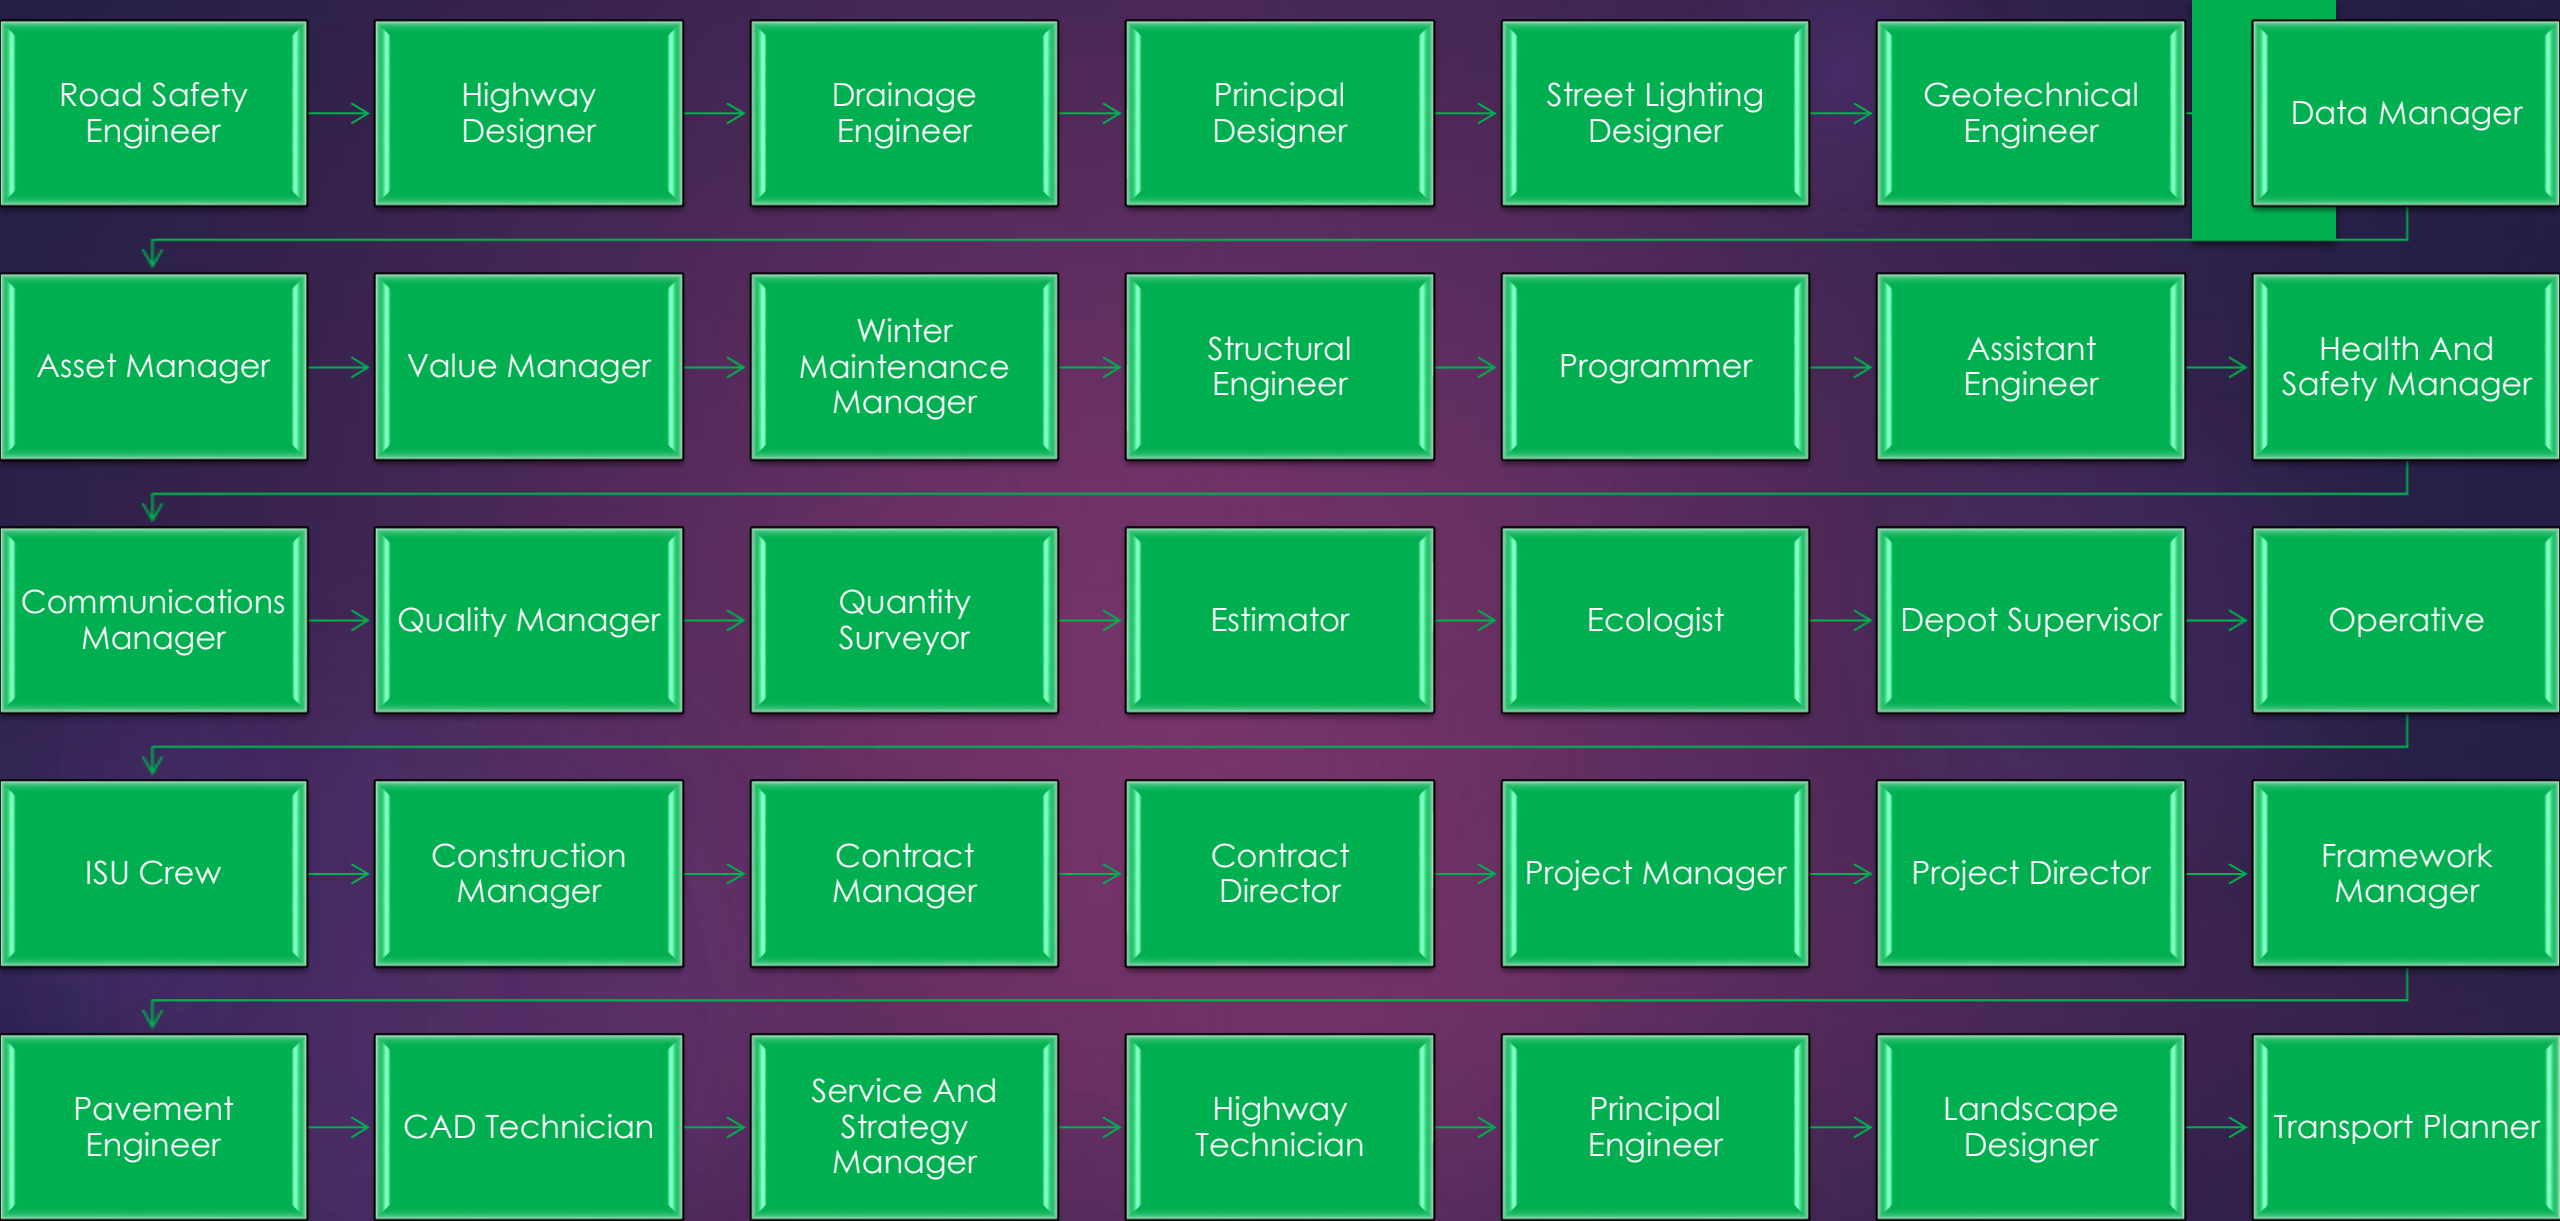 Road Safety
Engineer
Highway
Designer
Drainage
Engineer
Principal
Designer
Street Lighting
Designer
Geotechnical
Engineer
Data Manager
Asset Manager
Value Manager
Winter
Maintenance
Manager
Structural
Engineer
Programmer
Assistant
Engineer
Health And
Safety Manager
Communications
Manager
Quality Manager
Quantity
Surveyor
Estimator
Ecologist
Depot Supervisor
Operative
ISU Crew
Construction
Manager
Contract
Manager
Contract
Director
Project Manager
Project Director
Framework
Manager
Pavement
Engineer
CAD Technician
Service And
Strategy
Manager
Highway
Technician
Principal
Engineer
Landscape
Designer
Transport Planner